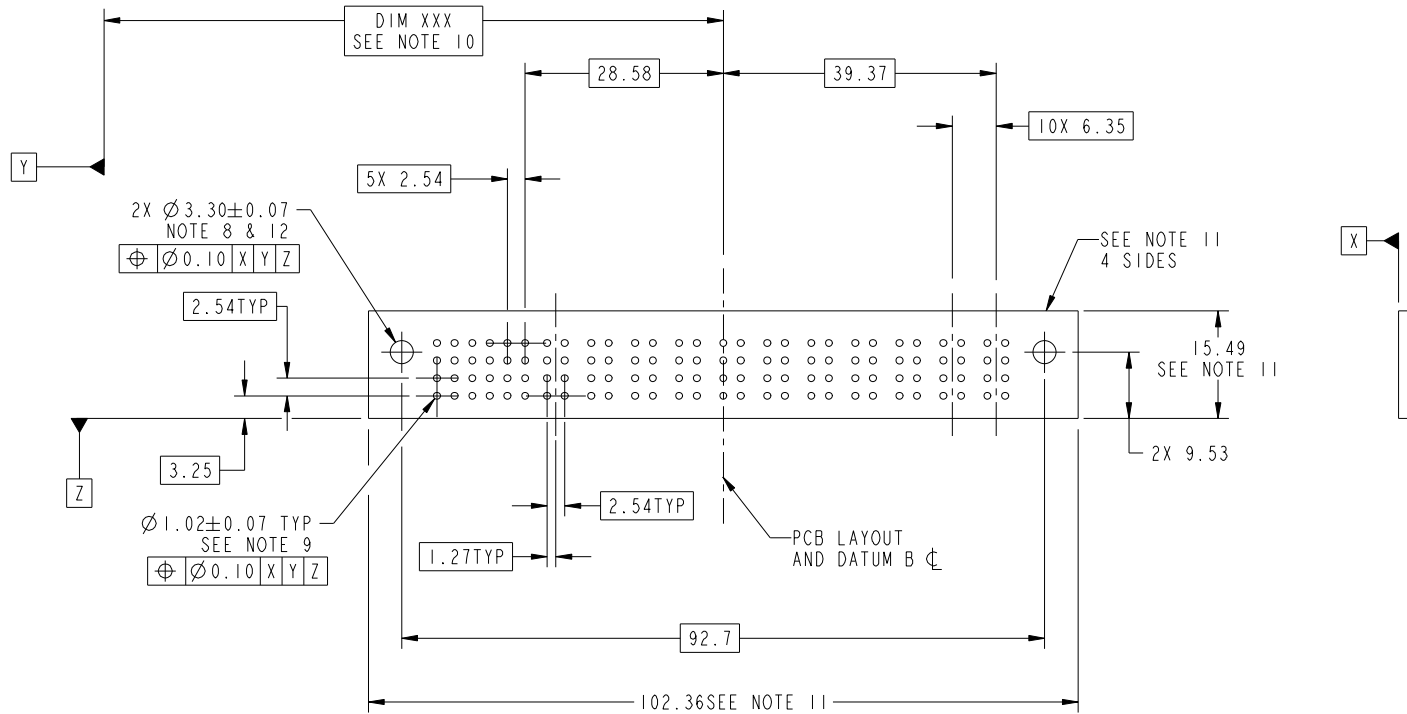 DIM XXX
SEE NOTE 10
28.58
39.37
10X 6.35
Y
5X 2.54
2X Ø3.30±0.07
NOTE 8 & 12
⌖ Ø0.10 X Y Z
SEE NOTE 11
4 SIDES
X
2.54TYP
15.49
SEE NOTE 11
3.25
2X 9.53
Z
2.54TYP
Ø1.02±0.07 TYP
SEE NOTE 9
⌖ Ø0.10 X Y Z
1.27TYP
PCB LAYOUT
AND DATUM B ℄
92.7
102.36SEE NOTE 11